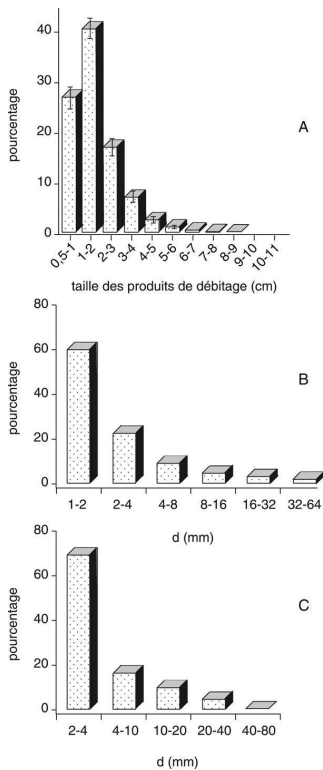 pourcentage
40
30
20
10
0
A
0,5-1 1-2 2-3 3-4 4-5 5-6 6-7 7-8 8-9 9-10 10-11
taille des produits de débitage (cm)
pourcentage
80
60
40
20
0
B
1-2 2-4 4-8 8-16 16-32 32-64
d (mm)
pourcentage
80
60
40
20
0
C
2-4 4-10 10-20 20-40 40-80
d (mm)